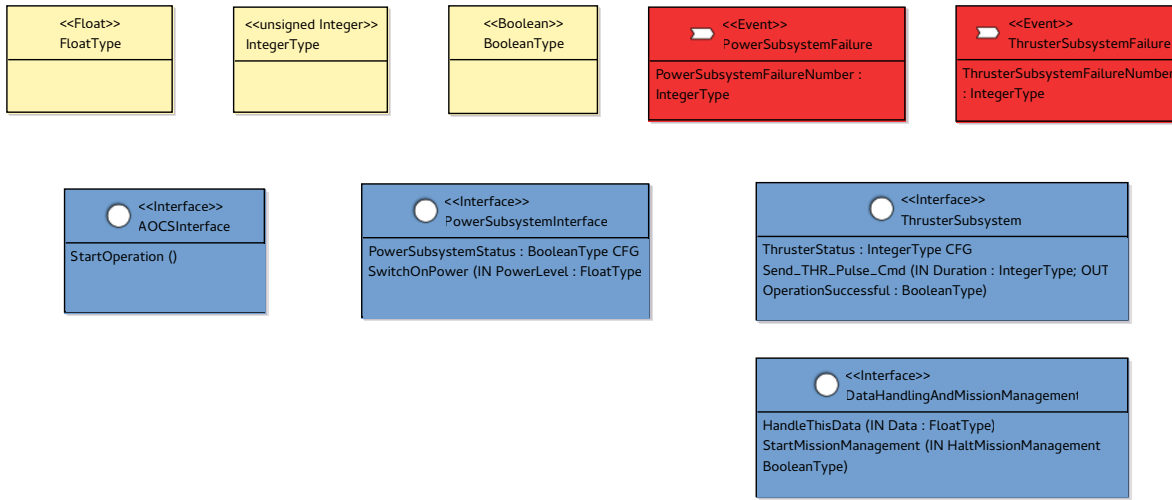 <<Float>>
FloatType
<<unsigned Integer>>
IntegerType
<<Boolean>>
BooleanType
<<Event>>
PowerSubsystemFailure
PowerSubsystemFailureNumber :
IntegerType
<<Event>>
ThrusterSubsystemFailure
ThrusterSubsystemFailureNumber
: IntegerType
<<Interface>>
AOCSInterface
StartOperation ()
<<Interface>>
PowerSubsystemInterface
PowerSubsystemStatus : BooleanType CFG
SwitchOnPower (IN PowerLevel : FloatType
<<Interface>>
ThrusterSubsystem
ThrusterStatus : IntegerType CFG
Send_THR_Pulse_Cmd (IN Duration : IntegerType; OUT
OperationSuccessful : BooleanType)
<<Interface>>
DataHandlingAndMissionManagement
HandleThisData (IN Data : FloatType)
StartMissionManagement (IN HaltMissionManagement
BooleanType)